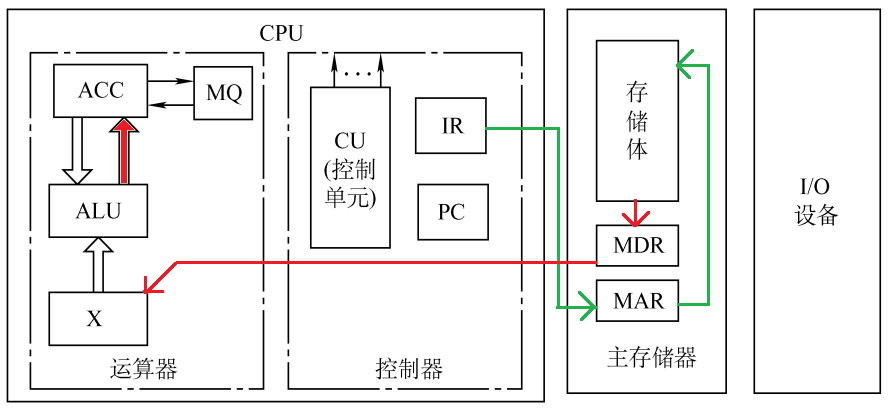 CPU
ACC
MQ
ALU
X
运算器
CU
(控制
单元)
···
IR
PC
控制器
存
储
体
MDR
MAR
主存储器
I/O
设备